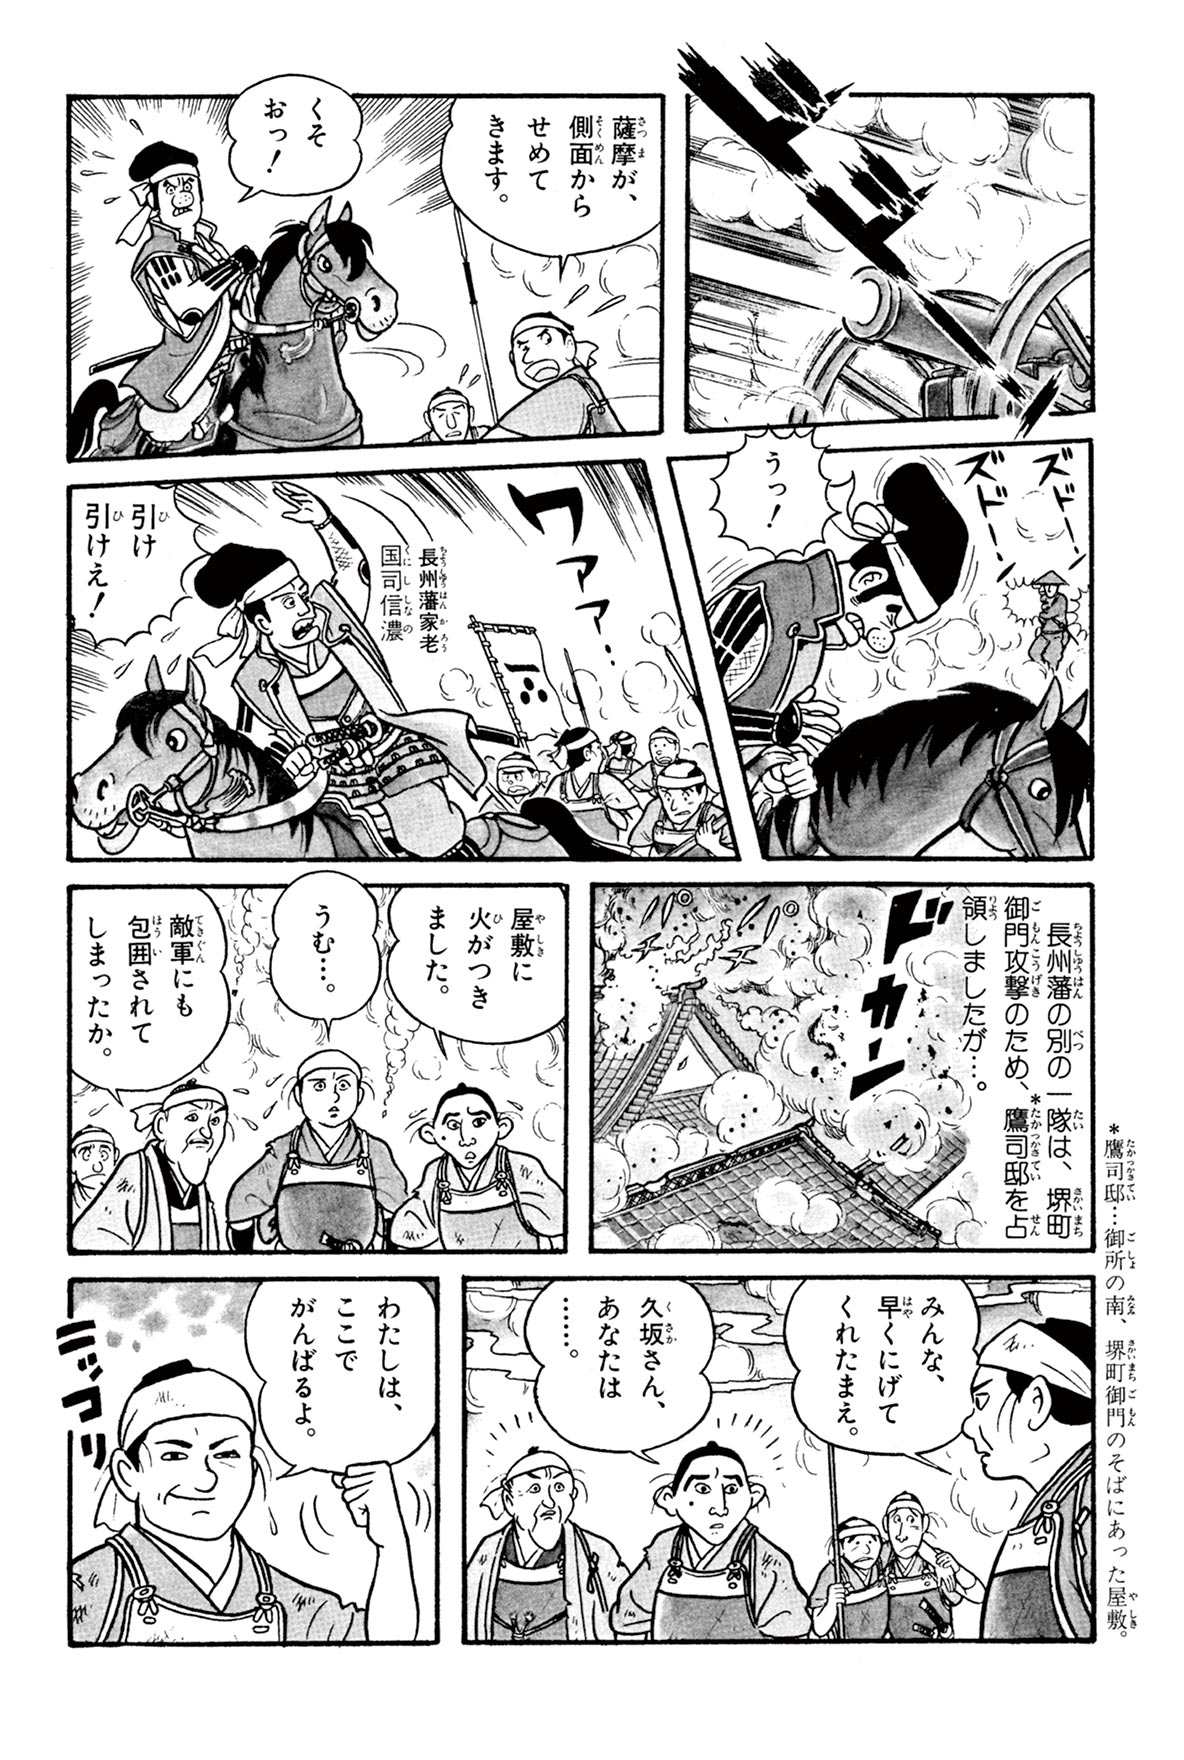 ドドドーン
薩摩が、
側面から
せめて
きます。
くそ
おっ!
ズドーン
ズドーン
うっ!
ワァァ…
長州藩家老
国司信濃
引け
引けえ!
長州藩の別の一隊は、堺町
御門攻撃のため、*鷹司邸を占
領しましたが…。
ドカーン
屋敷に
火がつき
ました。
うむ…。
敵軍にも
包囲されて
しまったか。
みんな、
早くにげて
くれたまえ。
久坂さん、
あなたは
……。
わたしは、
ここで
がんばるよ。
ニッコリ
*鷹司邸…御所の南、堺町御門のそばにあった屋敷。